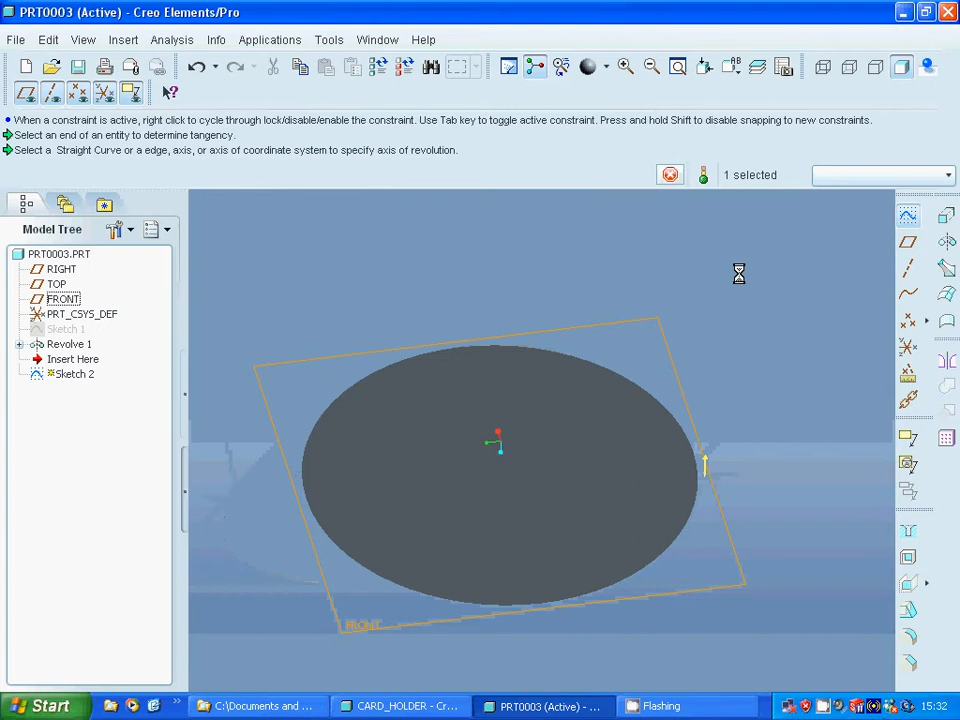 PRT0003 (Active) - Creo Elements/Pro
File Edit View Insert Analysis Info Applications Tools Window Help
When a constraint is active, right click to cycle through lock/disable/enable the constraint. Use Tab key to toggle active constraint. Press and hold Shift to disable snapping to new constraints.
Select an end of an entity to determine tangency.
Select a Straight Curve or a edge, axis, or axis of coordinate system to specify axis of revolution.
1 selected
Model Tree
PRT0003.PRT
RIGHT
TOP
FRONT
PRT_CSYS_DEF
Sketch 1
Revolve 1
Insert Here
Sketch 2
FRONT
Start C:\Documents and ... CARD_HOLDER - Cr... PRT0003 (Active) - ... Flashing 15:32